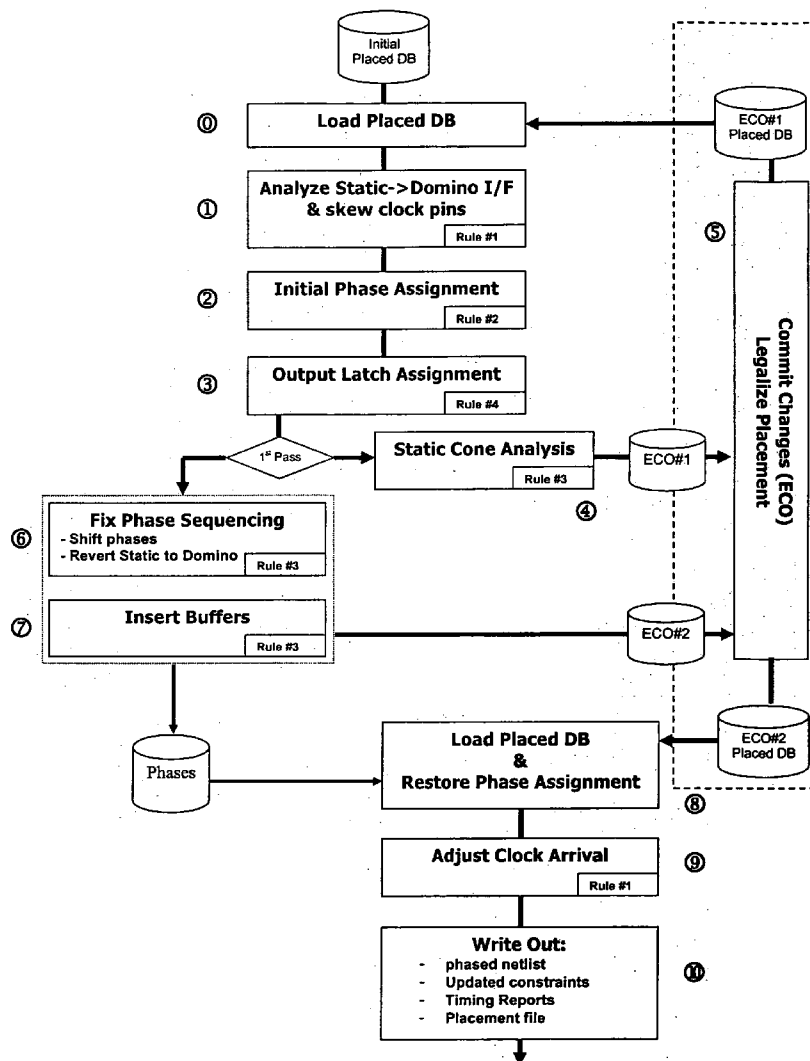 Initial
Placed DB
⓪
Load Placed DB
ECO#1
Placed DB
①
Analyze Static->Domino I/F
& skew clock pins
Rule #1
⑤
②
Initial Phase Assignment
Rule #2
Commit Changes (ECO)
Legalize Placement
③
Output Latch Assignment
Rule #4
1st Pass
Static Cone Analysis
Rule #3
ECO#1
④
⑥
Fix Phase Sequencing
- Shift phases
- Revert Static to Domino
Rule #3
⑦
Insert Buffers
Rule #3
ECO#2
ECO#2
Placed DB
Load Placed DB
&
Restore Phase Assignment
Phases
⑧
Adjust Clock Arrival
Rule #1
⑨
Write Out:
- phased netlist
- Updated constraints
- Timing Reports
- Placement file
⑩